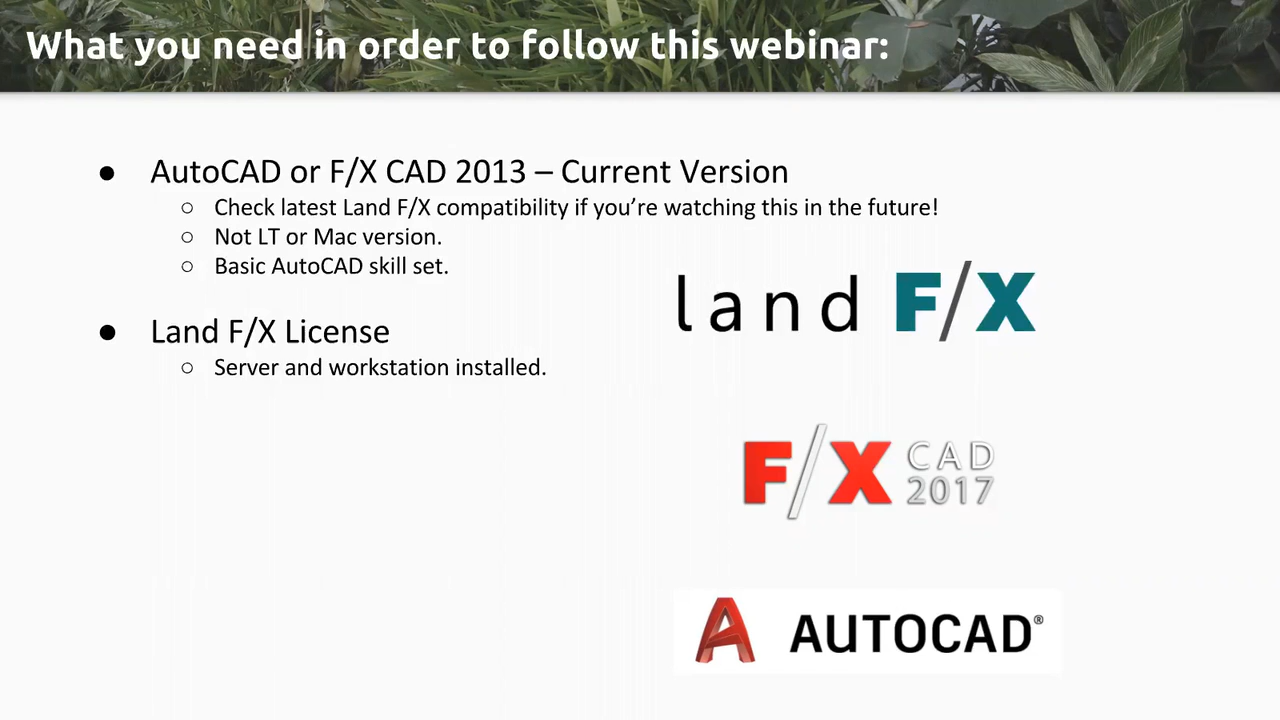 What you need in order to follow this webinar:
● AutoCAD or F/X CAD 2013 – Current Version
○ Check latest Land F/X compatibility if you’re watching this in the future!
○ Not LT or Mac version.
○ Basic AutoCAD skill set.
● Land F/X License
○ Server and workstation installed.
land F/X
F/X CAD 2017
AUTOCAD®